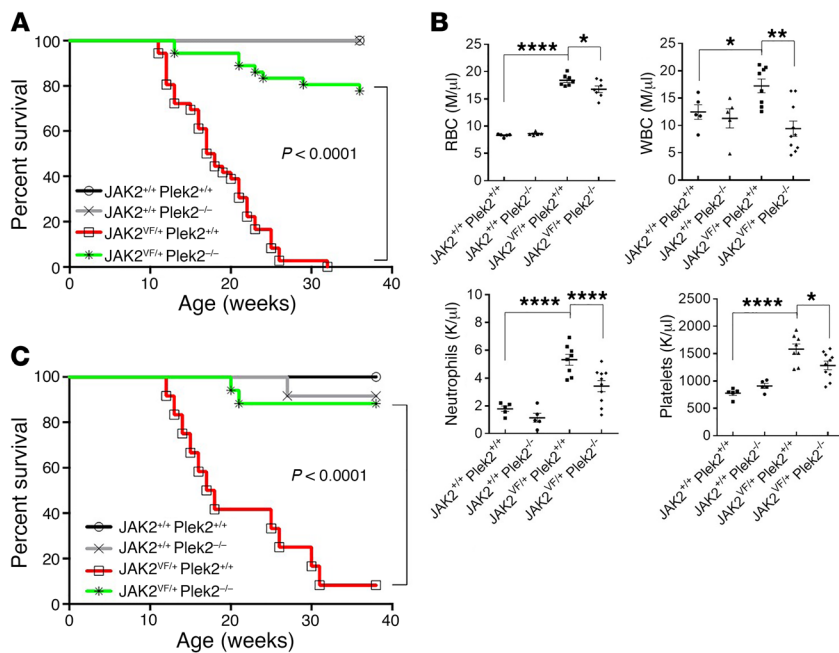 A
Percent survival
100
80
60
40
20
0
P < 0.0001
JAK2+/+ Plek2+/+
JAK2+/+ Plek2–/–
JAK2VF/+ Plek2+/+
JAK2VF/+ Plek2–/–
0 10 20 30 40
Age (weeks)
B
RBC (M/μl)
25
20
15
10
5
0
**** *
JAK2+/+ Plek2+/+
JAK2+/+ Plek2–/–
JAK2VF/+ Plek2+/+
JAK2VF/+ Plek2–/–
WBC (M/μl)
25
20
15
10
5
0
* **
JAK2+/+ Plek2+/+
JAK2+/+ Plek2–/–
JAK2VF/+ Plek2+/+
JAK2VF/+ Plek2–/–
Neutrophils (K/μl)
10
8
6
4
2
0
**** ****
JAK2+/+ Plek2+/+
JAK2+/+ Plek2–/–
JAK2VF/+ Plek2+/+
JAK2VF/+ Plek2–/–
Platelets (K/μl)
2500
2000
1500
1000
500
0
**** *
JAK2+/+ Plek2+/+
JAK2+/+ Plek2–/–
JAK2VF/+ Plek2+/+
JAK2VF/+ Plek2–/–
C
Percent survival
100
80
60
40
20
0
P < 0.0001
JAK2+/+ Plek2+/+
JAK2+/+ Plek2–/–
JAK2VF/+ Plek2+/+
JAK2VF/+ Plek2–/–
0 10 20 30 40
Age (weeks)